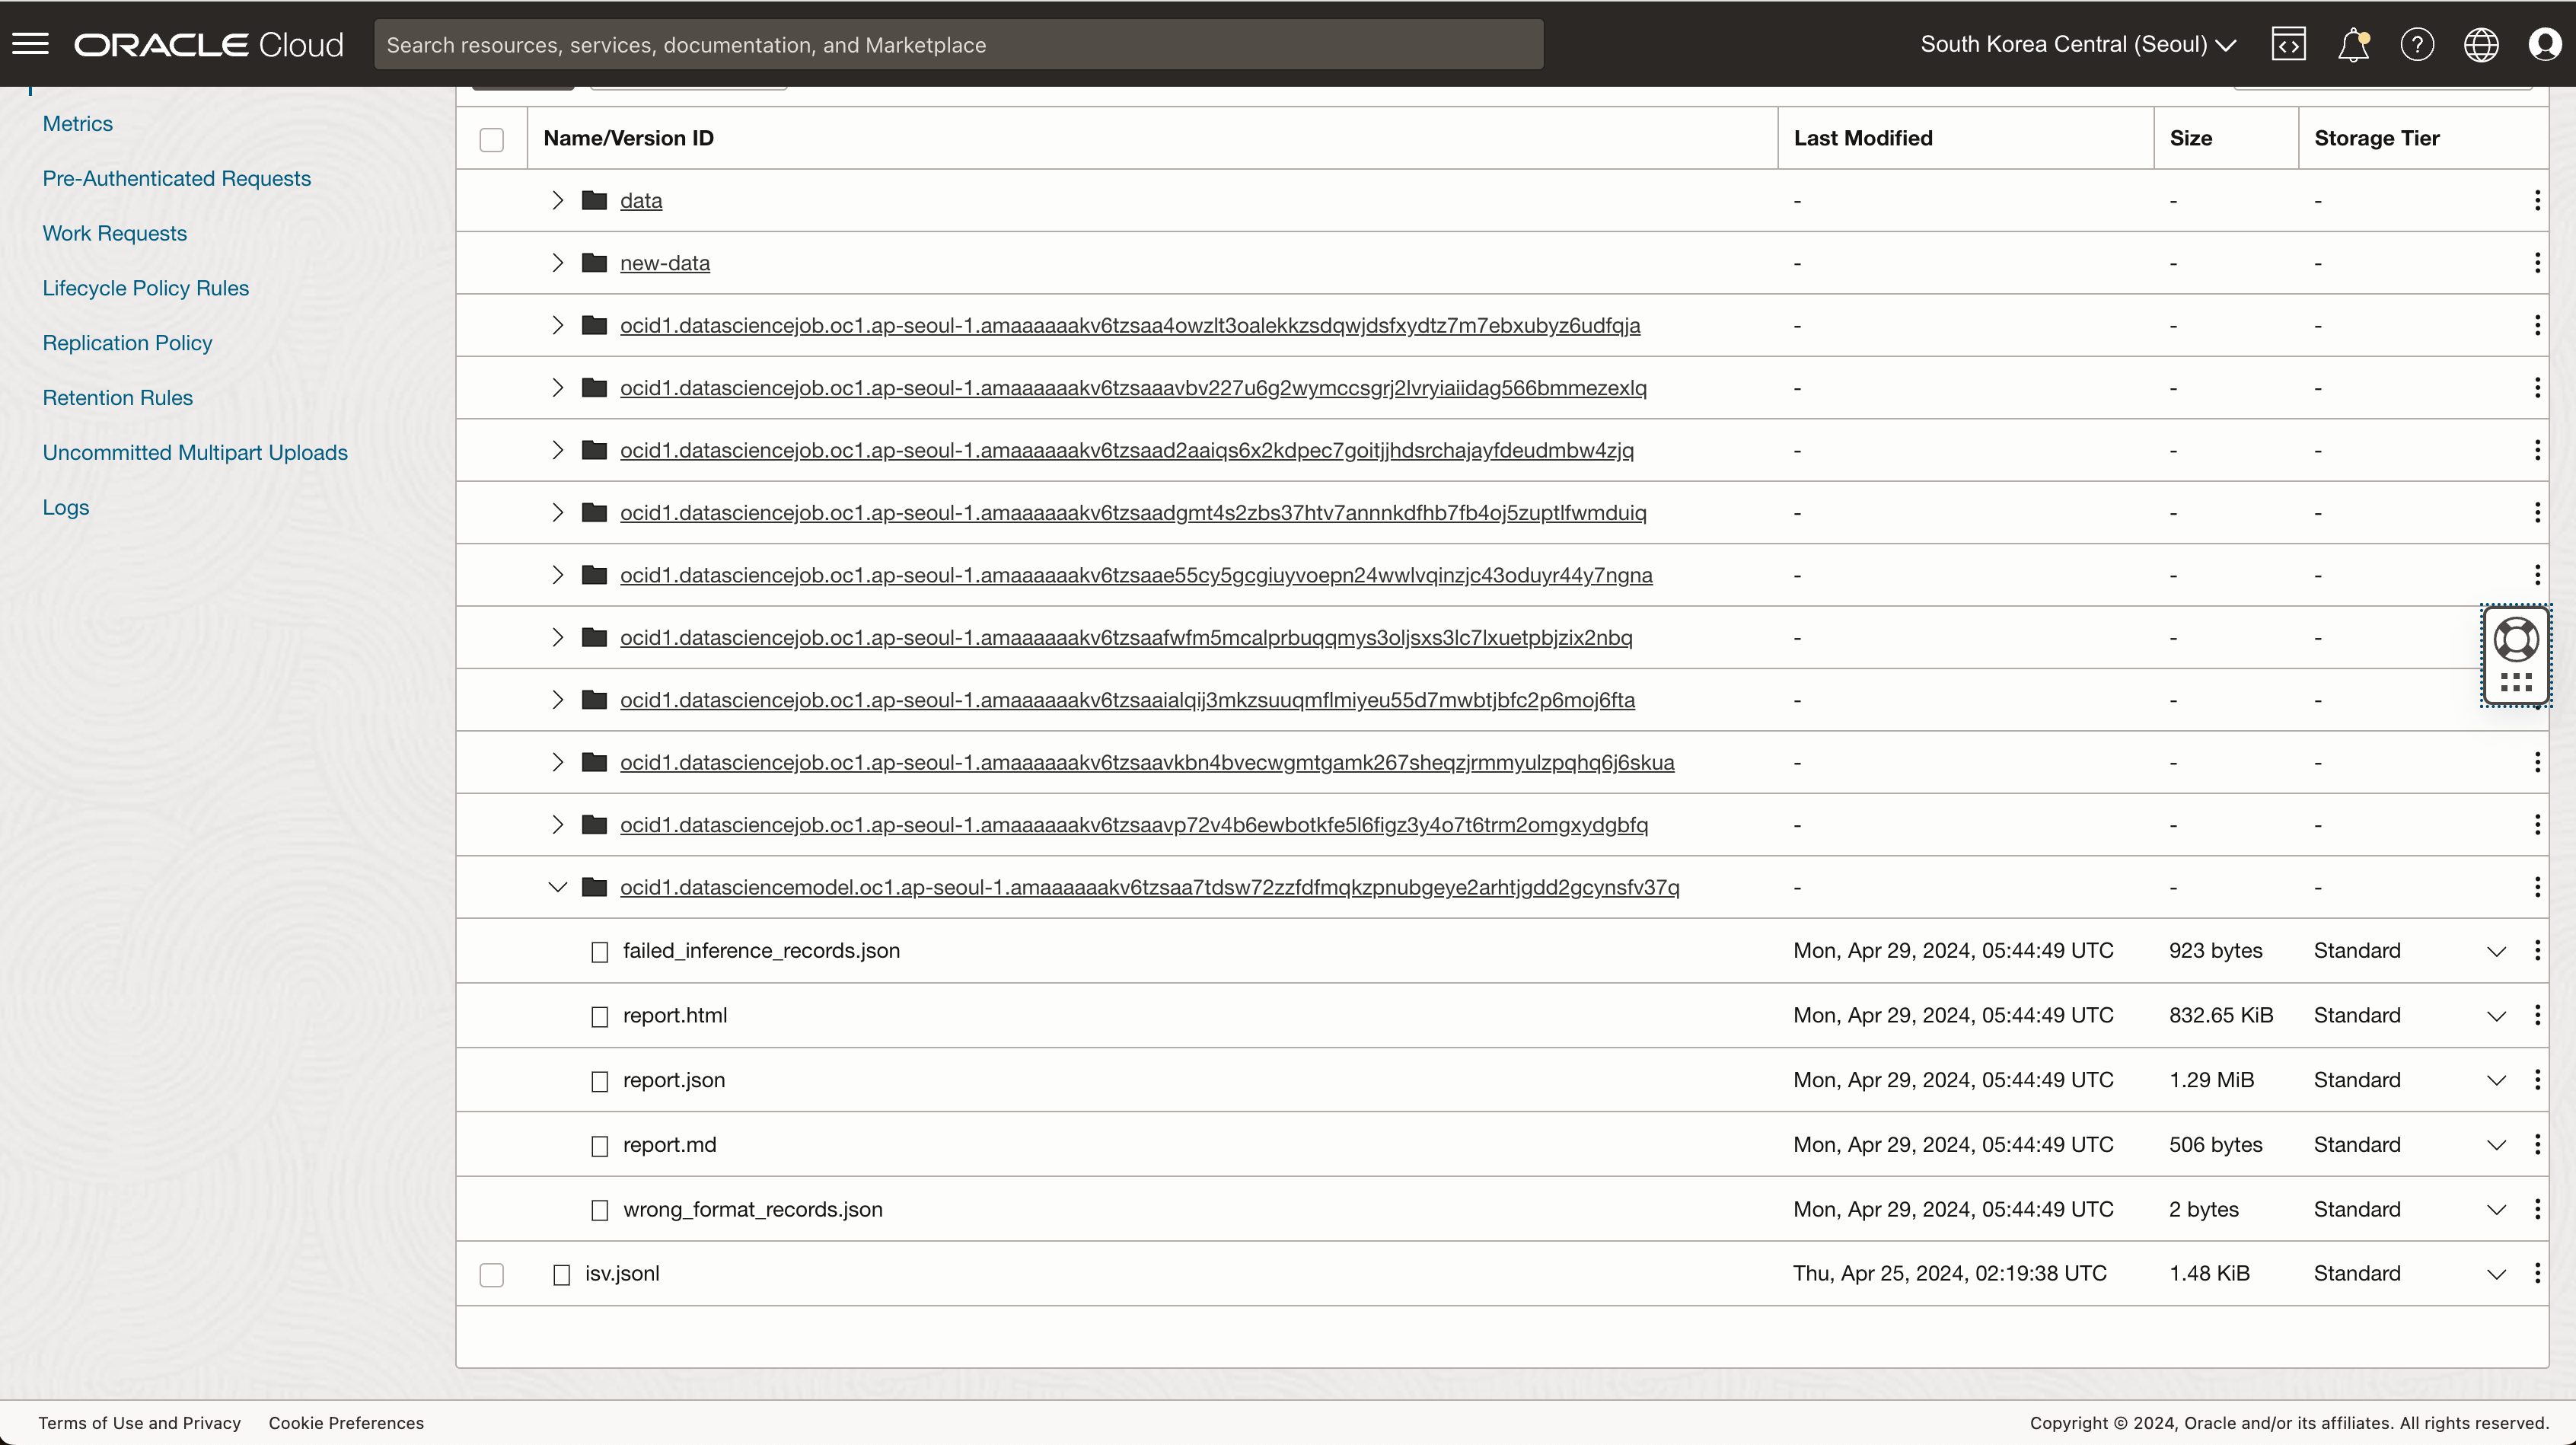 ORACLE Cloud
Search resources, services, documentation, and Marketplace
South Korea Central (Seoul)
Metrics
Pre-Authenticated Requests
Work Requests
Lifecycle Policy Rules
Replication Policy
Retention Rules
Uncommitted Multipart Uploads
Logs
Name/Version ID Last Modified Size Storage Tier
data - - -
new-data - - -
ocid1.datasciencejob.oc1.ap-seoul-1.amaaaaaakv6tzsaa4owzlt3oalekkzsdqwjdsfxydtz7m7ebxubyz6udfqja - - -
ocid1.datasciencejob.oc1.ap-seoul-1.amaaaaaakv6tzsaaavbv227u6g2wymccsgrj2lvryiaiidag566bmmezexlq - - -
ocid1.datasciencejob.oc1.ap-seoul-1.amaaaaaakv6tzsaad2aaiqs6x2kdpec7goitjjhdsrchajayfdeudmbw4zjq - - -
ocid1.datasciencejob.oc1.ap-seoul-1.amaaaaaakv6tzsaadgmt4s2zbs37htv7annnkdfhb7fb4oj5zuptlfwmduiq - - -
ocid1.datasciencejob.oc1.ap-seoul-1.amaaaaaakv6tzsaae55cy5gcgiuyvoepn24wwlvqinzjc43oduyr44y7ngna - - -
ocid1.datasciencejob.oc1.ap-seoul-1.amaaaaaakv6tzsaafwfm5mcalprbuqqmys3oljsxs3lc7lxuetpbjzix2nbq - - -
ocid1.datasciencejob.oc1.ap-seoul-1.amaaaaaakv6tzsaaialqij3mkzsuuqmflmiyeu55d7mwbtjbfc2p6moj6fta - - -
ocid1.datasciencejob.oc1.ap-seoul-1.amaaaaaakv6tzsaavkbn4bvecwgmtgamk267sheqzjrmmyulzpqhq6j6skua - - -
ocid1.datasciencejob.oc1.ap-seoul-1.amaaaaaakv6tzsaavp72v4b6ewbotkfe5l6figz3y4o7t6trm2omgxydgbfq - - -
ocid1.datasciencemodel.oc1.ap-seoul-1.amaaaaaakv6tzsaa7tdsw72zzfdfmqkzpnubgeye2arhtjgdd2gcynsfv37q - - -
failed_inference_records.json Mon, Apr 29, 2024, 05:44:49 UTC 923 bytes Standard
report.html Mon, Apr 29, 2024, 05:44:49 UTC 832.65 KiB Standard
report.json Mon, Apr 29, 2024, 05:44:49 UTC 1.29 MiB Standard
report.md Mon, Apr 29, 2024, 05:44:49 UTC 506 bytes Standard
wrong_format_records.json Mon, Apr 29, 2024, 05:44:49 UTC 2 bytes Standard
isv.jsonl Thu, Apr 25, 2024, 02:19:38 UTC 1.48 KiB Standard
Terms of Use and Privacy Cookie Preferences Copyright © 2024, Oracle and/or its affiliates. All rights reserved.